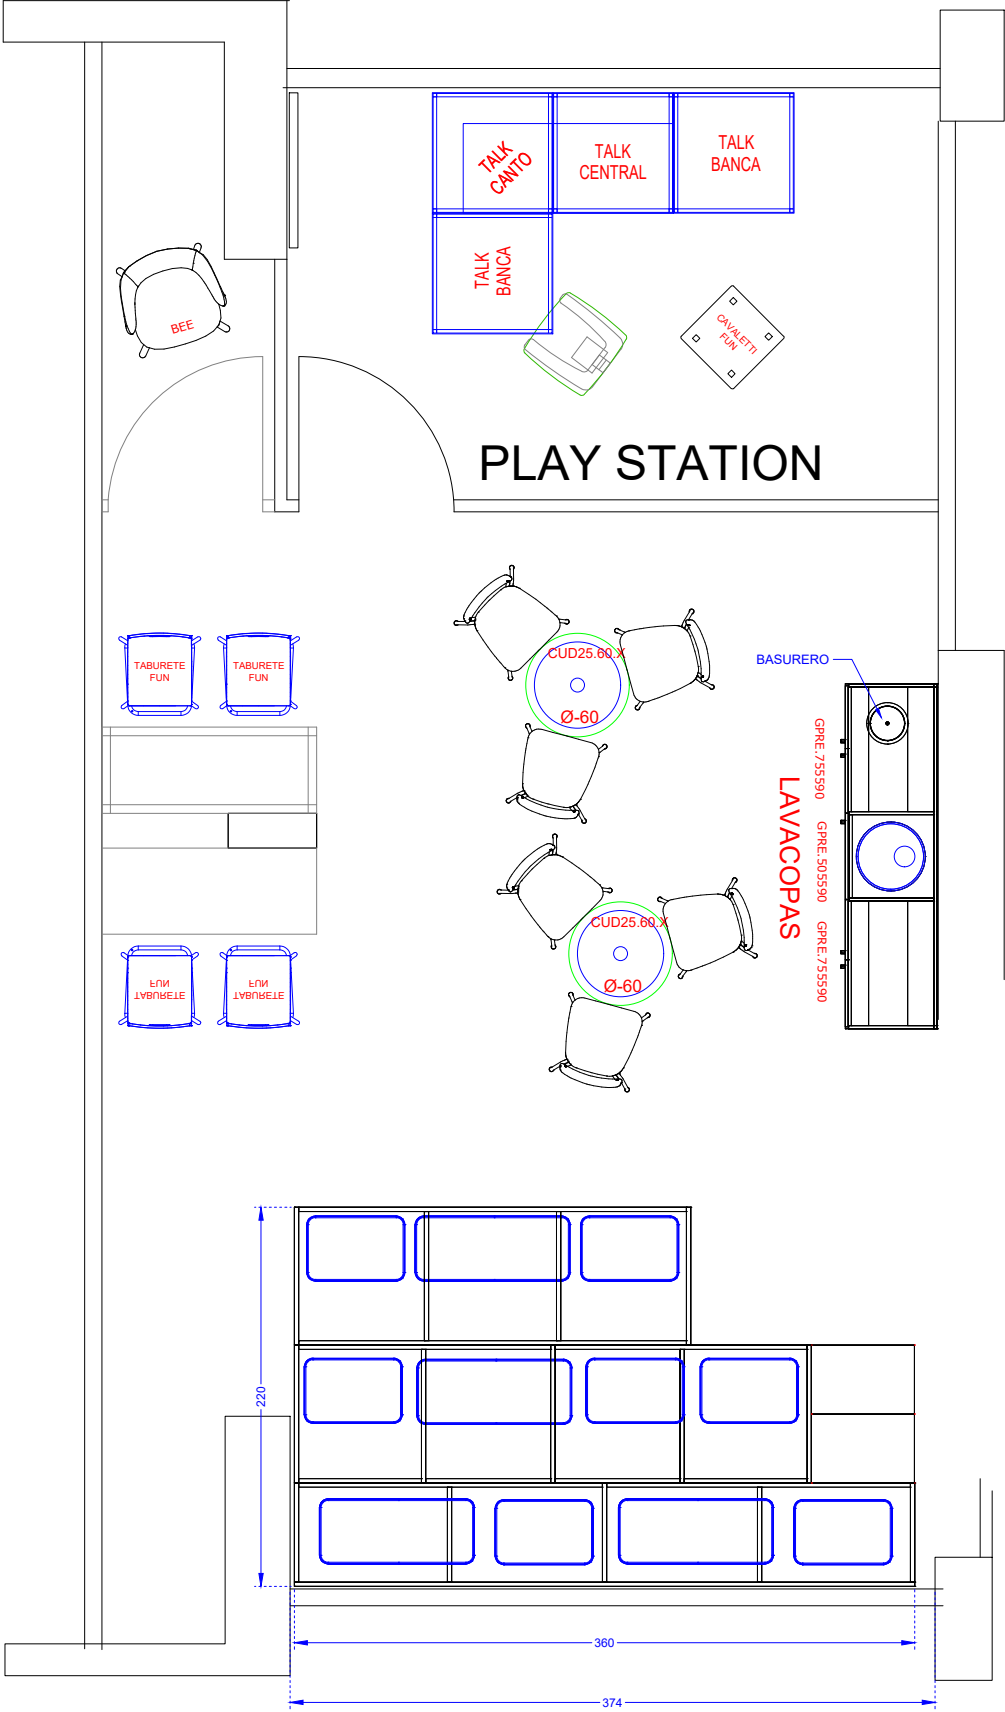 TALK
CANTO
TALK
CENTRAL
TALK
BANCA
TALK
BANCA
BEE
CAVALETTI
FUN
PLAY STATION
TABURETE
FUN
TABURETE
FUN
CUD25.60.X
Ø-60
BASURERO
GPRE.755590
GPRE.505590
GPRE.755590
LAVACOPAS
CUD25.60.X
Ø-60
TABURETE
FUN
TABURETE
FUN
220
360
374